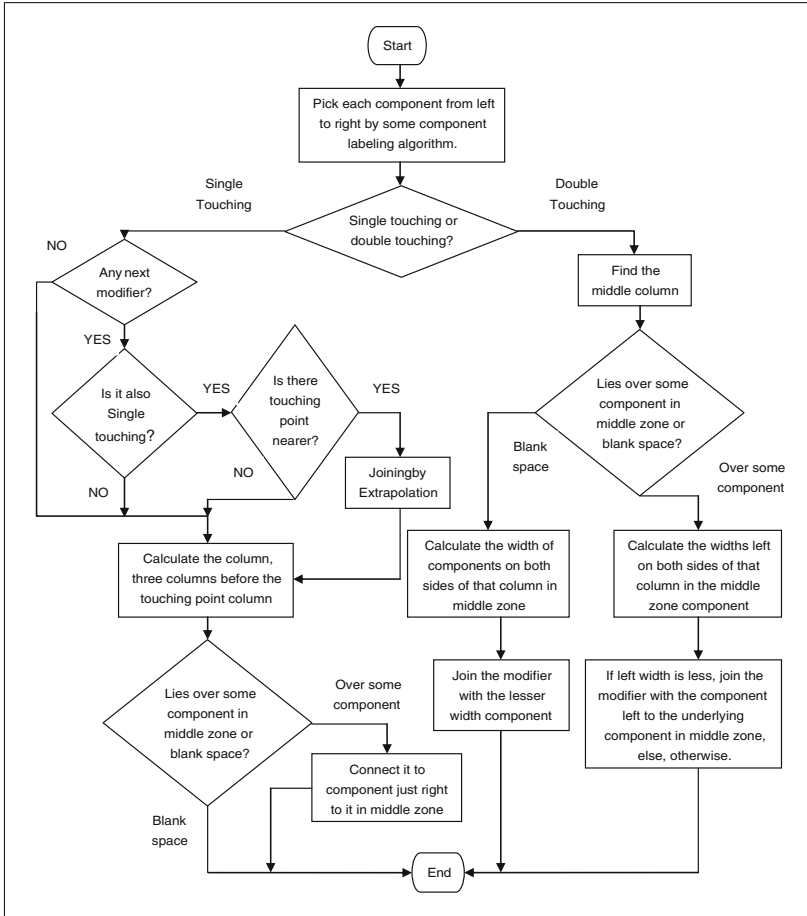 Start
Pick each component from left
to right by some component
labeling algorithm.
Single
Touching
Double
Touching
Single touching or
double touching?
NO
Any next
modifier?
Find the
middle column
YES
Is it also
Single
touching?
YES
Is there
touching
point
nearer?
YES
Lies over some
component in
middle zone or
blank space?
Blank
space
Over some
component
NO
NO
Joiningby
Extrapolation
Calculate the column,
three columns before the
touching point column
Calculate the width of
components on both
sides of that column in
middle zone
Calculate the widths left
on both sides of that
column in the middle
zone component
Lies over some
component in
middle zone or
blank space?
Over some
component
Join the modifier
with the lesser
width component
If left width is less, join the
modifier with the component
left to the underlying
component in middle zone,
else, otherwise.
Connect it to
component just right
to it in middle zone
Blank
space
End